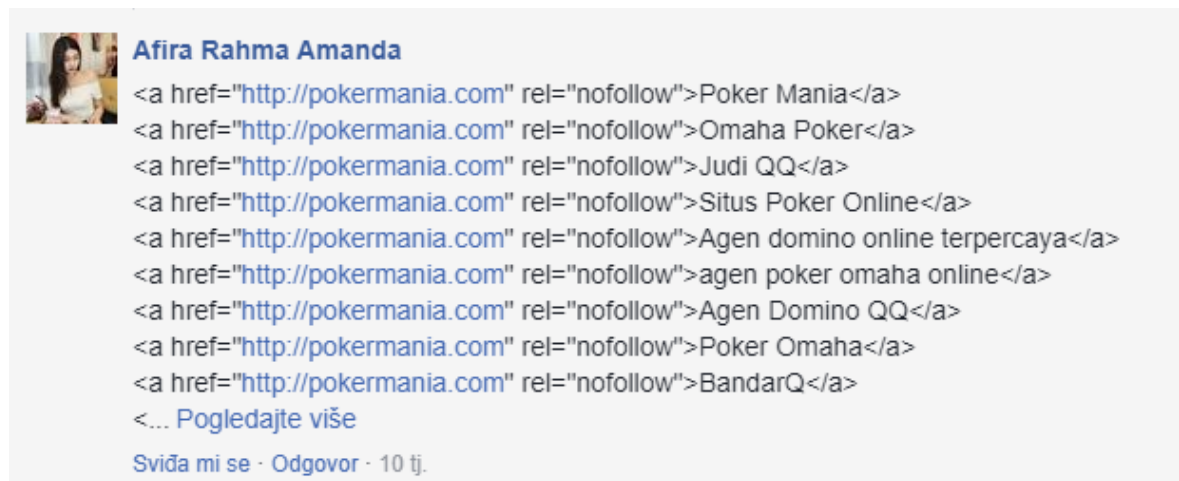 Afira Rahma Amanda
<a href="http://pokermania.com" rel="nofollow">Poker Mania</a>
<a href="http://pokermania.com" rel="nofollow">Omaha Poker</a>
<a href="http://pokermania.com" rel="nofollow">Judi QQ</a>
<a href="http://pokermania.com" rel="nofollow">Situs Poker Online</a>
<a href="http://pokermania.com" rel="nofollow">Agen domino online terpercaya</a>
<a href="http://pokermania.com" rel="nofollow">agen poker omaha online</a>
<a href="http://pokermania.com" rel="nofollow">Agen Domino QQ</a>
<a href="http://pokermania.com" rel="nofollow">Poker Omaha</a>
<a href="http://pokermania.com" rel="nofollow">BandarQ</a>
<... Pogledajte više
Sviđa mi se · Odgovor · 10 tj.